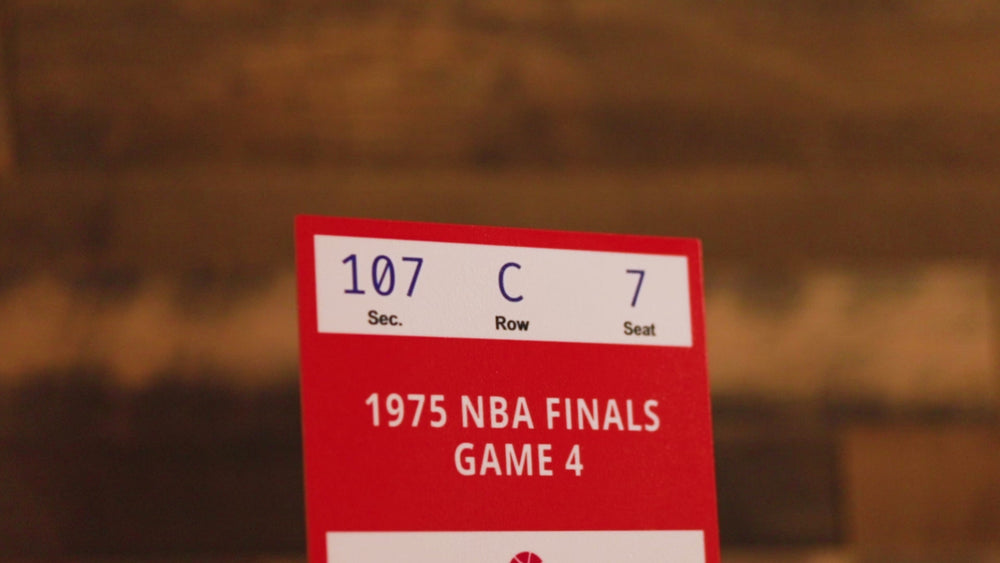 107 C 7
Sec. Row Seat
1975 NBA FINALS
GAME 4